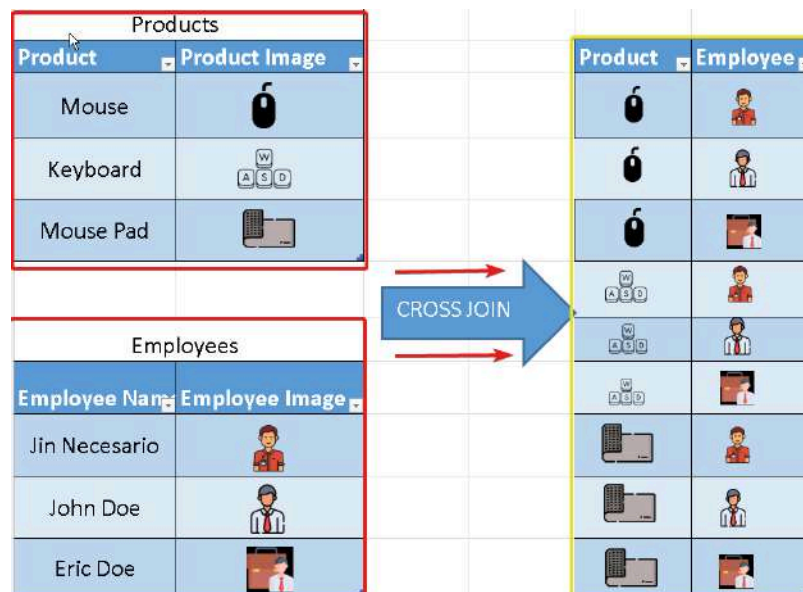 Products
Product Product Image
Mouse
Keyboard
W
A S D
Mouse Pad
Employees
Employee Nam Employee Image
Jin Necesario
John Doe
Eric Doe
CROSS JOIN
Product Employee
W
A S D
W
A S D
W
A S D